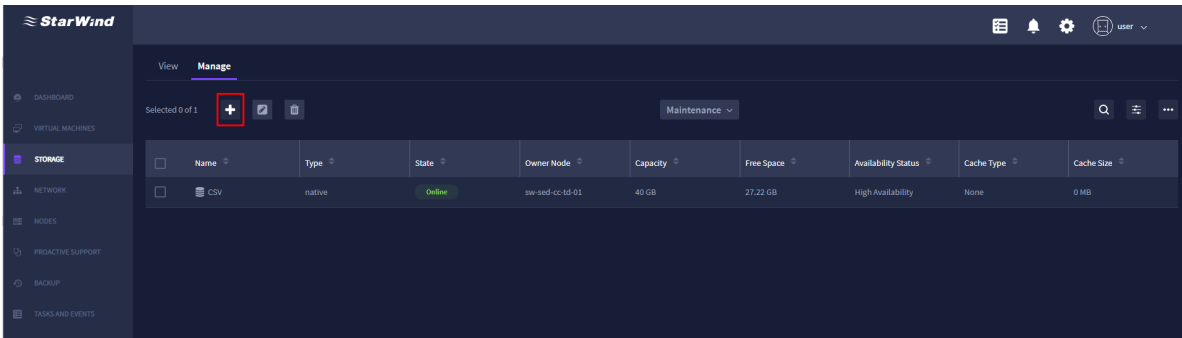 StarWind
user
View Manage
DASHBOARD
Selected 0 of 1
Maintenance
VIRTUAL MACHINES
STORAGE
Name Type State Owner Node Capacity Free Space Availability Status Cache Type Cache Size
NETWORK
CSV native Online sw-sed-cc-td-01 40 GB 27.22 GB High Availability None 0 MB
NODES
PROACTIVE SUPPORT
BACKUP
TASKS AND EVENTS